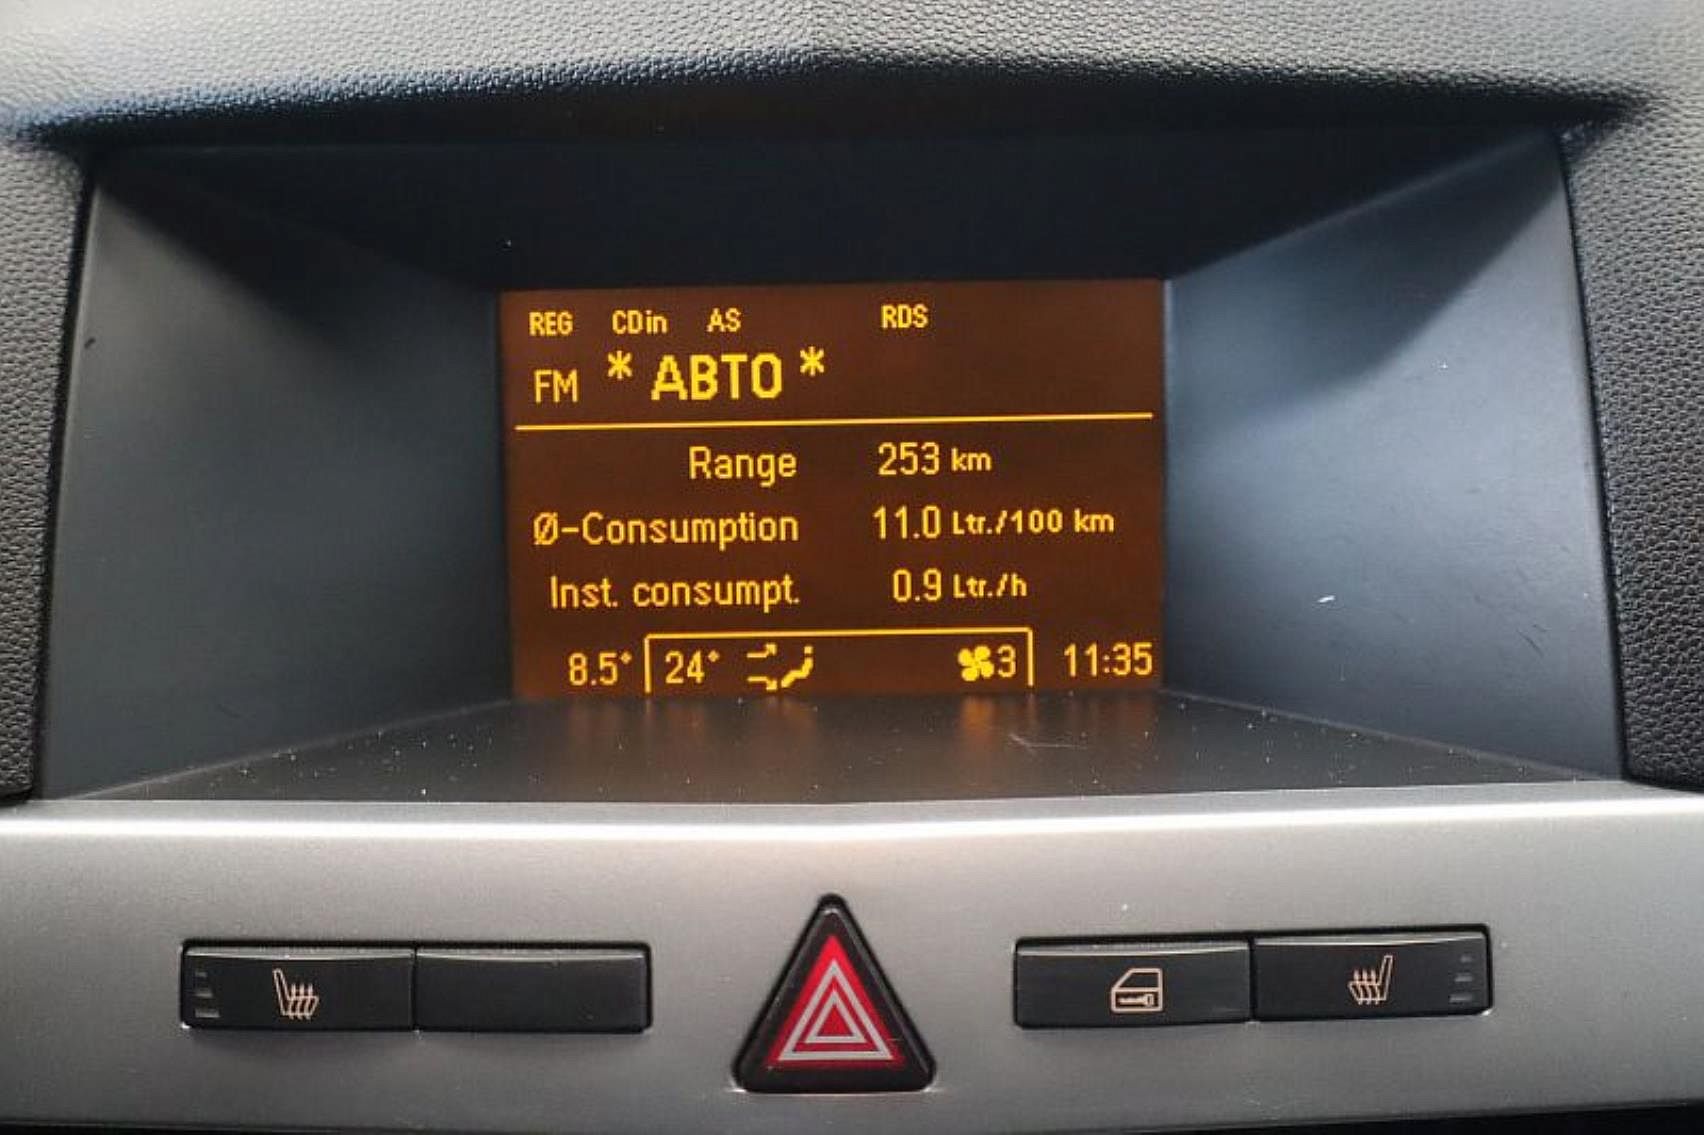 REG CDin AS RDS
FM * АВТО *
Range 253 km
Ø-Consumption 11.0 Ltr./100 km
Inst. consumpt. 0.9 Ltr./h
8.5° 24° 3 11:35